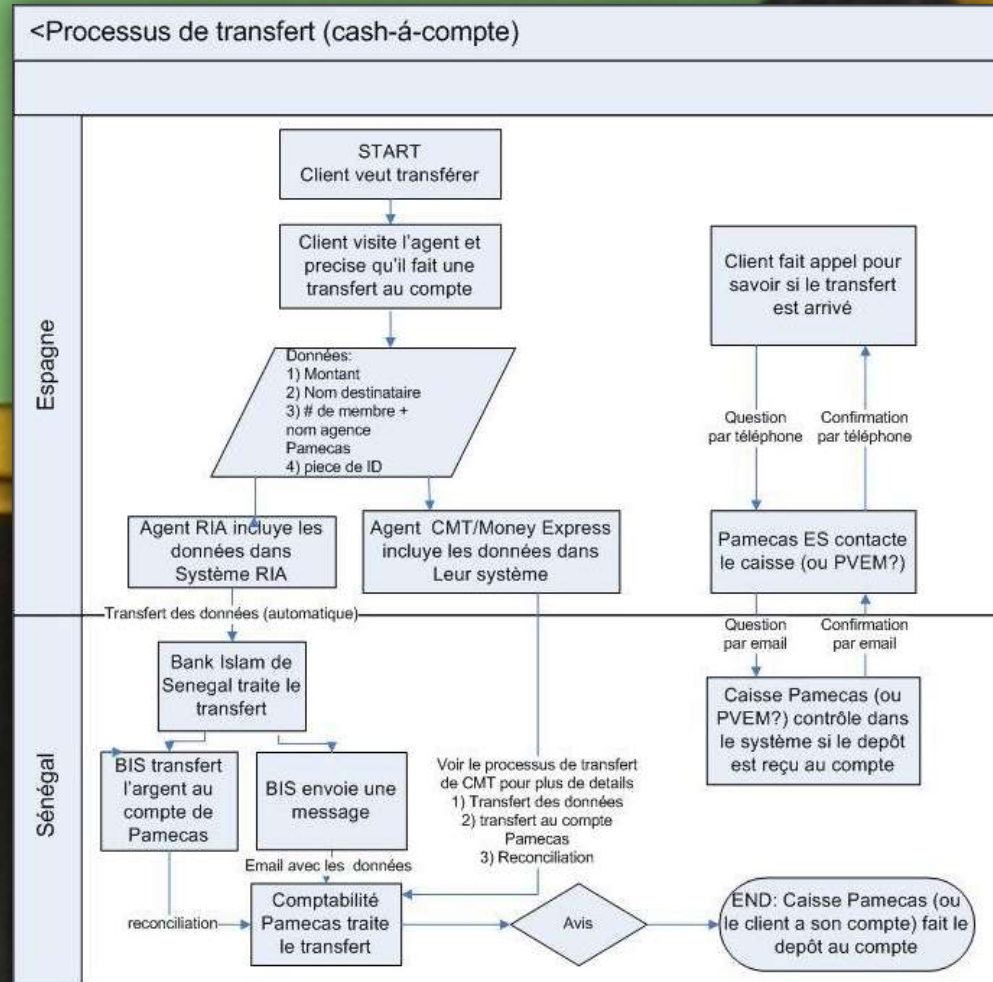 <Processus de transfert (cash-á-compte)
Espagne
START
Client veut transférer
Client visite l'agent et
precise qu'il fait une
transfert au compte
Données:
1) Montant
2) Nom destinataire
3) # de membre +
nom agence
Pamecas
4) piece de ID
Agent RIA incluye les
données dans
Système RIA
Agent CMT/Money Express
incluye les données dans
Leur système
Client fait appel pour
savoir si le transfert
est arrivé
Question
par téléphone
Confirmation
par téléphone
Pamecas ES contacte
le caisse (ou PVEM?)
Sénégal
Transfert des données (automatique)
Bank Islam de
Senegal traite le
transfert
BIS transfert
l'argent au
compte de
Pamecas
BIS envoie une
message
Email avec les données
reconciliation
Comptabilité
Pamecas traite
le transfert
Voir le processus de transfert
de CMT pour plus de details
1) Transfert des données
2) transfert au compte
Pamecas
3) Reconciliation
Question
par email
Confirmation
par email
Caisse Pamecas (ou
PVEM?) contrôle dans
le système si le depôt
est reçu au compte
Avis
END: Caisse Pamecas (ou
le client a son compte) fait le
depôt au compte